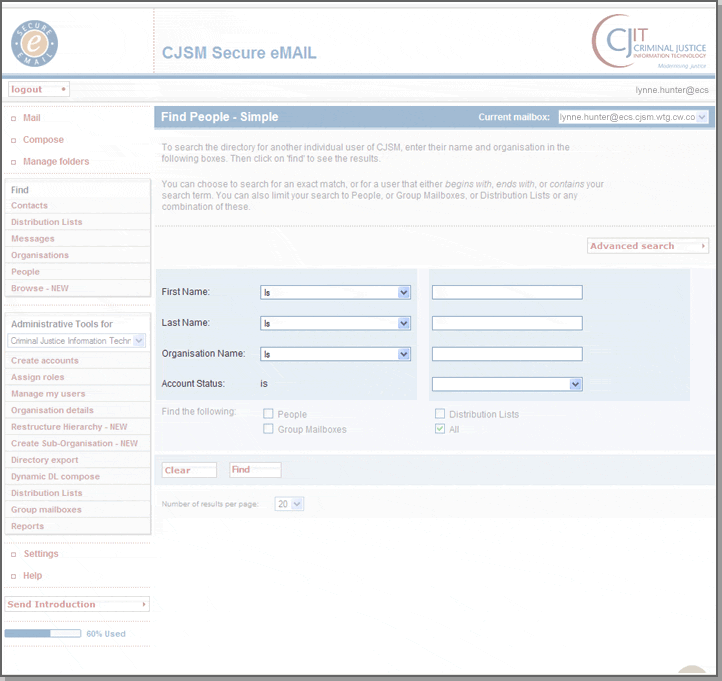 SECURE
e
EMAIL
CJSM Secure eMAIL
CJIT
CRIMINAL JUSTICE
INFORMATION TECHNOLOGY
Modernising justice
logout
lynne.hunter@ecs
Mail
Compose
Manage folders
Find
Contacts
Distribution Lists
Messages
Organisations
People
Browse - NEW
Administrative Tools for
Criminal Justice Information Techr
Create accounts
Assign roles
Manage my users
Organisation details
Restructure Hierarchy - NEW
Create Sub-Organisation - NEW
Directory export
Dynamic DL compose
Distribution Lists
Group mailboxes
Reports
Settings
Help
Send Introduction
60% Used
Find People - Simple
Current mailbox: lynne.hunter@ecs.cjsm.wtg.cw.co
To search the directory for another individual user of CJSM, enter their name and organisation in the
following boxes. Then click on 'find' to see the results.
You can choose to search for an exact match, or for a user that either begins with, ends with, or contains your
search term. You can also limit your search to People, or Group Mailboxes, or Distribution Lists or any
combination of these.
Advanced search
First Name: Is
Last Name: Is
Organisation Name: Is
Account Status: is
Find the following: People Distribution Lists
Group Mailboxes All
Clear Find
Number of results per page: 20